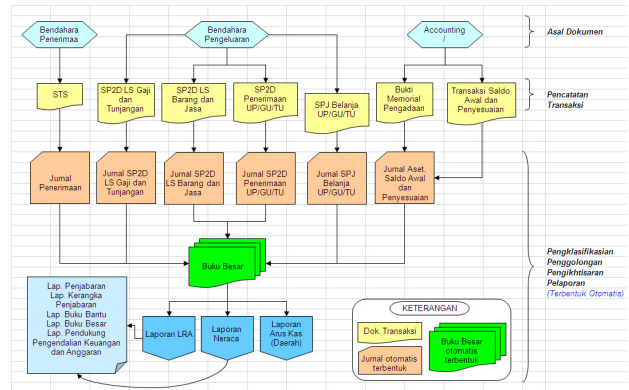 Bendahara
Penerimaa
Bendahara
Pengeluaran
Accounting
/
Asal Dokumen
STS
SP2D LS Gaji
dan
Tunjangan
SP2D LS
Barang dan
Jasa
SP2D
Penerimaan
UP/GU/TU
SPJ Belanja
UP/GU/TU
Bukti
Memorial
Pengadaan
Transaksi Saldo
Awal dan
Penyesuaian
Pencatatan
Transaksi
Jurnal
Penerimaan
Jurnal SP2D
LS Gaji dan
Tunjangan
Jurnal SP2D
LS Barang dan
Jasa
Jurnal SP2D
Penerimaan
UP/GU/TU
Jurnal SPJ
Belanja
UP/GU/TU
Jurnal Aset,
Saldo Awal
dan
Penyesuaian
Buku Besar
Pengklasifikasian
Penggolongan
Pengikhtisaran
Pelaporan
(Terbentuk Otomatis)
Lap. Penjabaran
Lap. Kerangka
Penjabaran
Lap. Buku Bantu
Lap. Buku Besar
Lap. Pendukung
Pengendalian Keuangan
dan Anggaran
Laporan LRA
Laporan
Neraca
Laporan
Arus Kas
(Daerah)
KETERANGAN
Dok. Transaksi
Jurnal otomatis
terbentuk
Buku Besar
otomatis
terbentuk